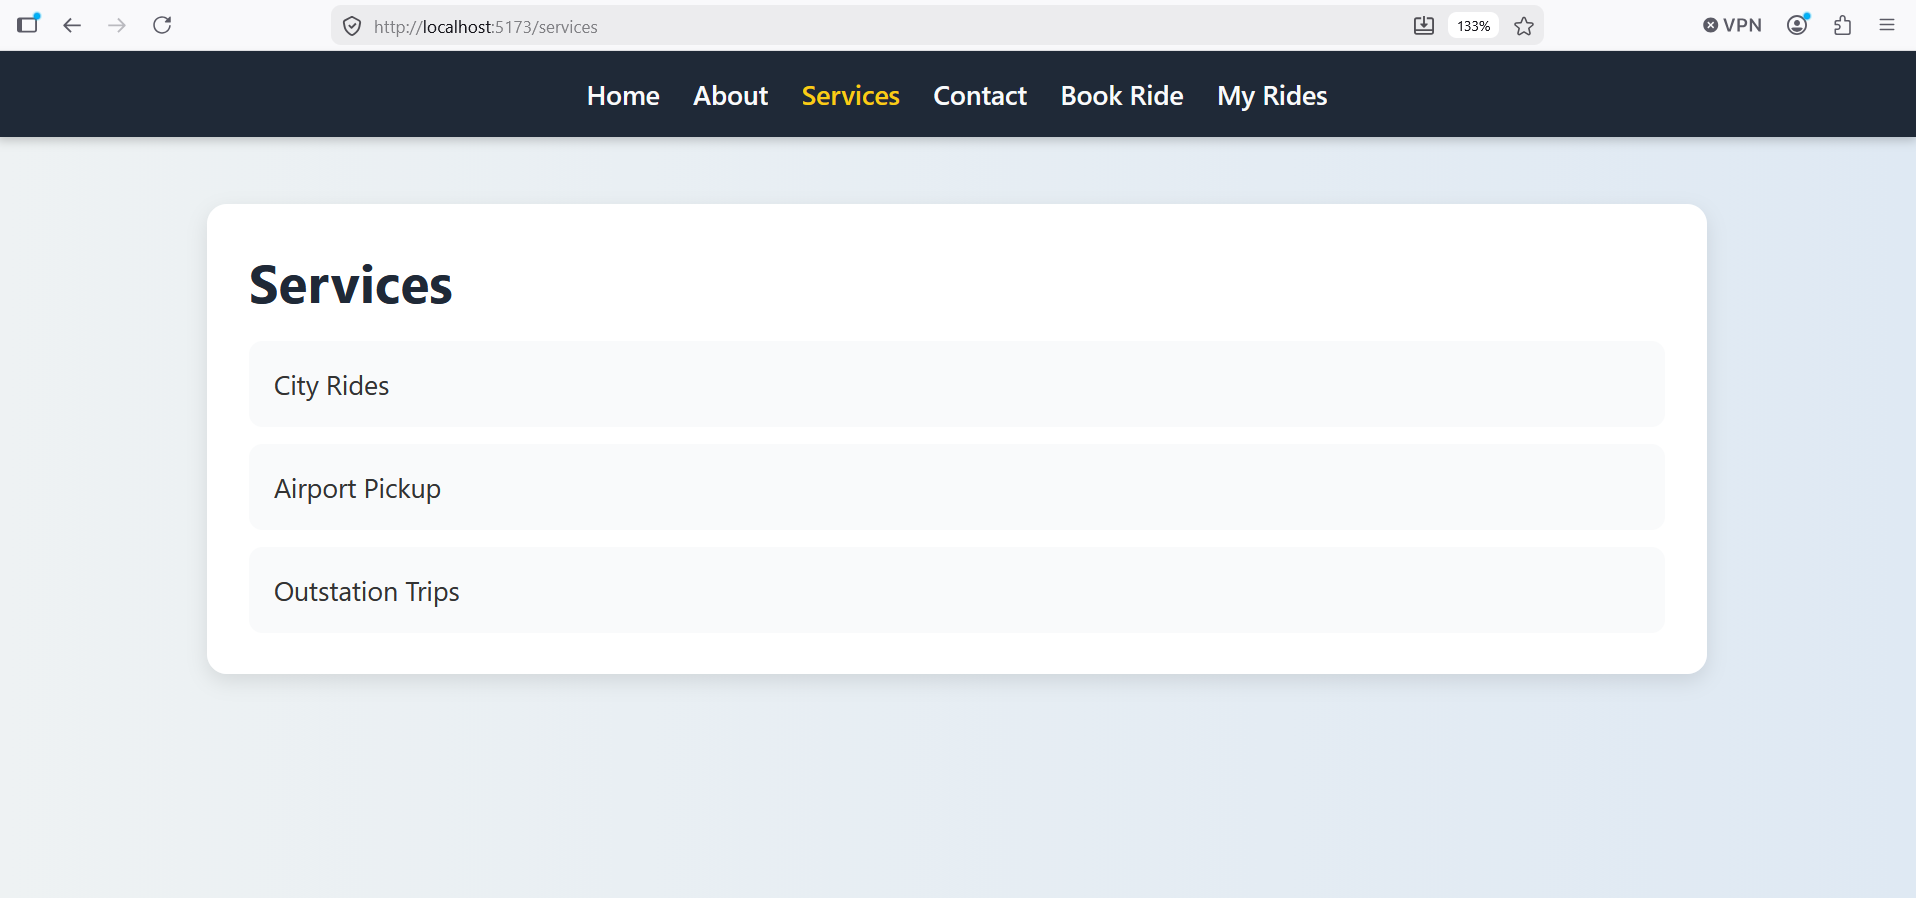 http://localhost:5173/services
133%
VPN
Home About Services Contact Book Ride My Rides
Services
City Rides
Airport Pickup
Outstation Trips